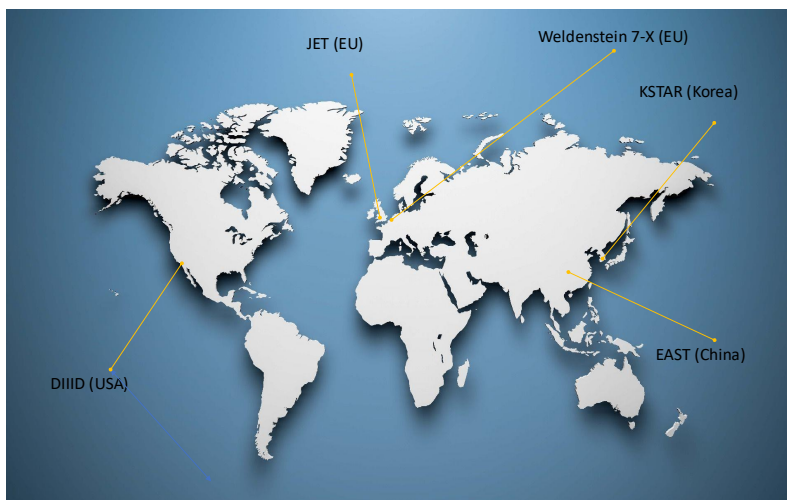 JET (EU)
Weldenstein 7-X (EU)
KSTAR (Korea)
EAST (China)
DIIID (USA)